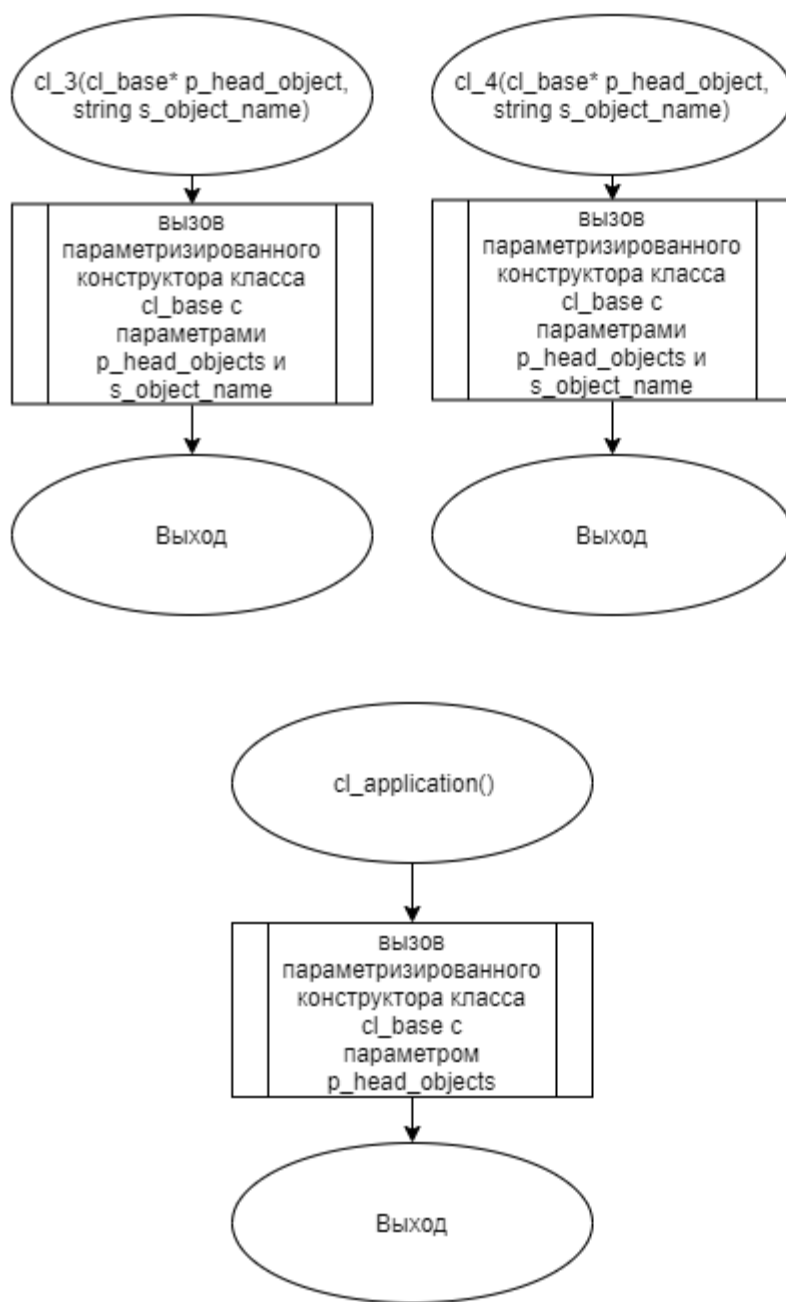 cl_3(cl_base* p_head_object,
string s_object_name)
вызов
параметризированного
конструктора класса
cl_base с
параметрами
p_head_objects и
s_object_name
Выход
cl_4(cl_base* p_head_object,
string s_object_name)
вызов
параметризированного
конструктора класса
cl_base с
параметрами
p_head_objects и
s_object_name
Выход
cl_application()
вызов
параметризированного
конструктора класса
cl_base с
параметром
p_head_objects
Выход